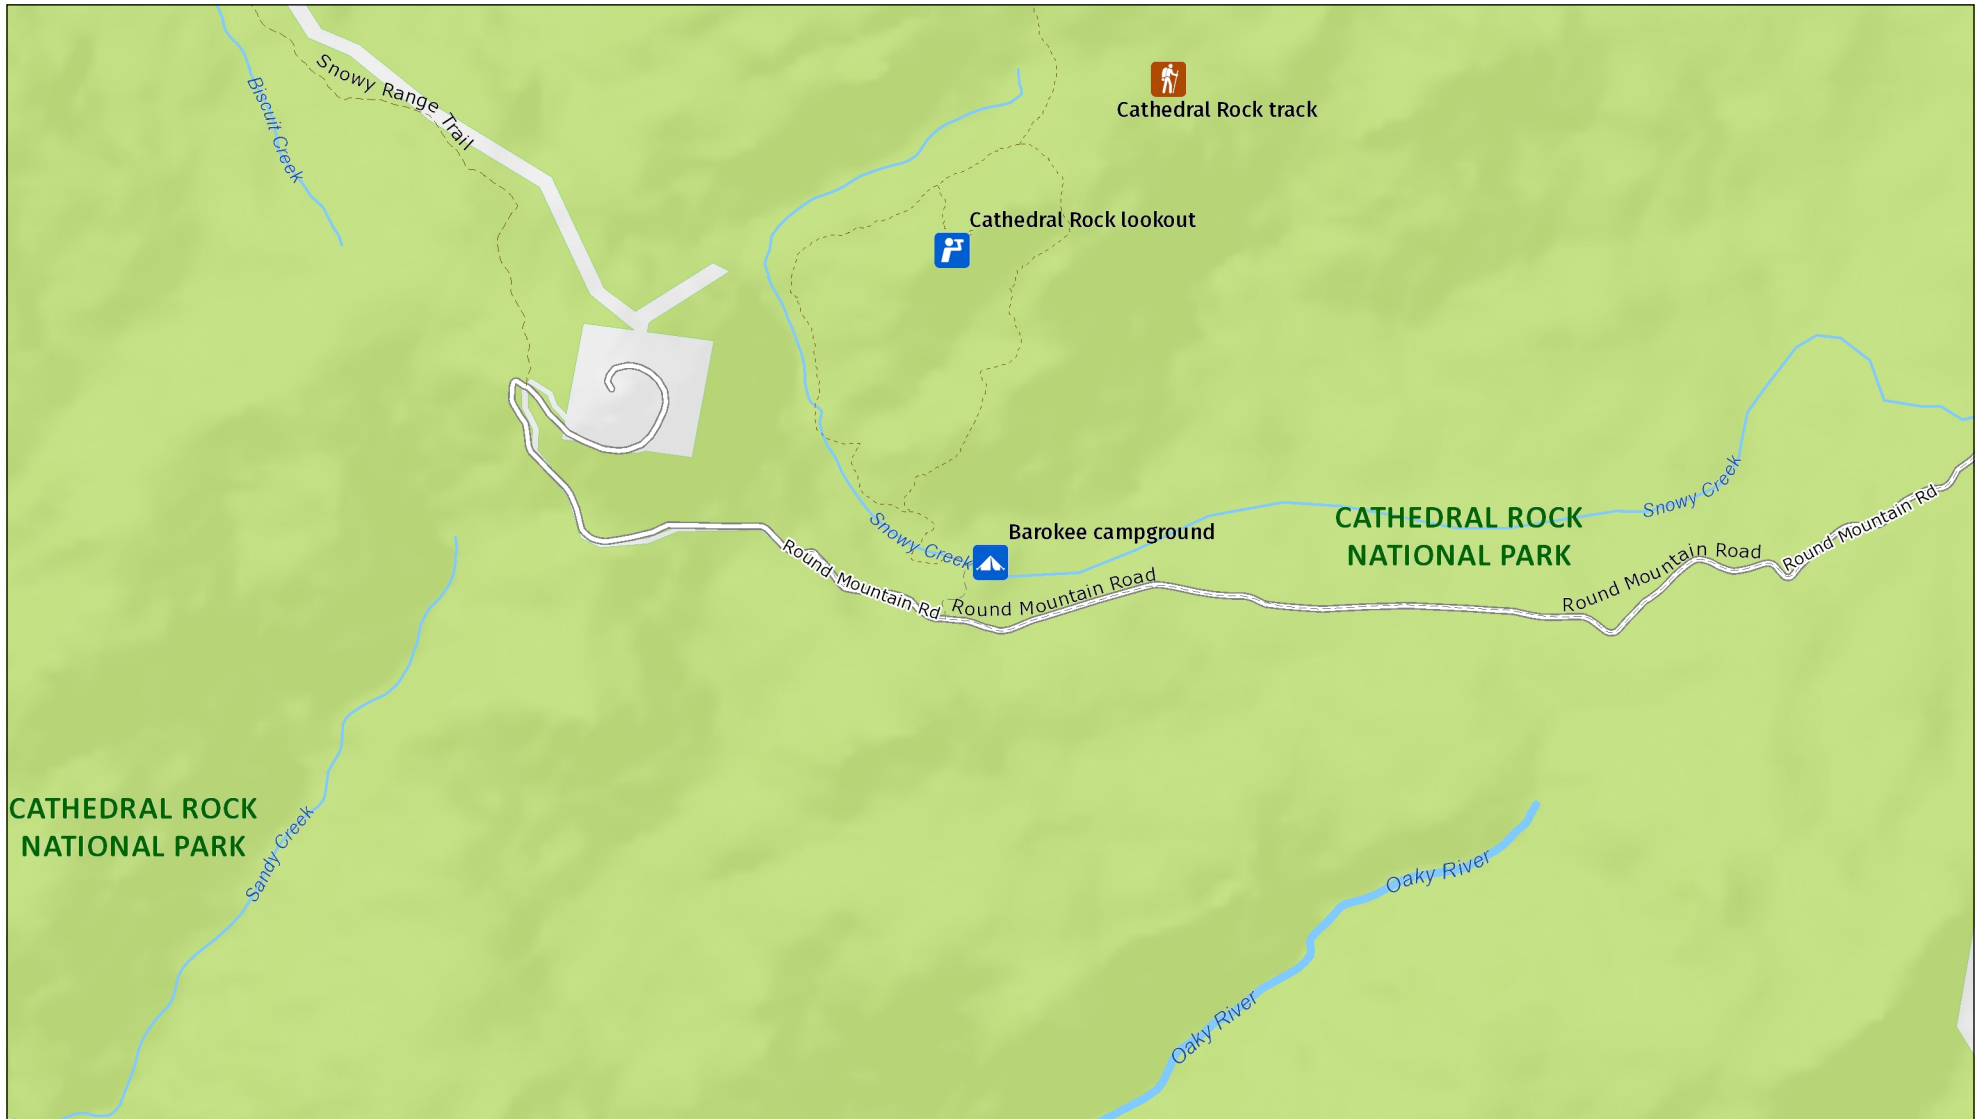 Snowy Range Trail
Biscuit Creek
Cathedral Rock track
Cathedral Rock lookout
Snowy Creek
Barokee campground
CATHEDRAL ROCK
NATIONAL PARK
Snowy Creek
Round Mountain Rd
Round Mountain Road
Round Mountain Road
Round Mountain Rd
CATHEDRAL ROCK
NATIONAL PARK
Sandy Creek
Oaky River
Oaky River